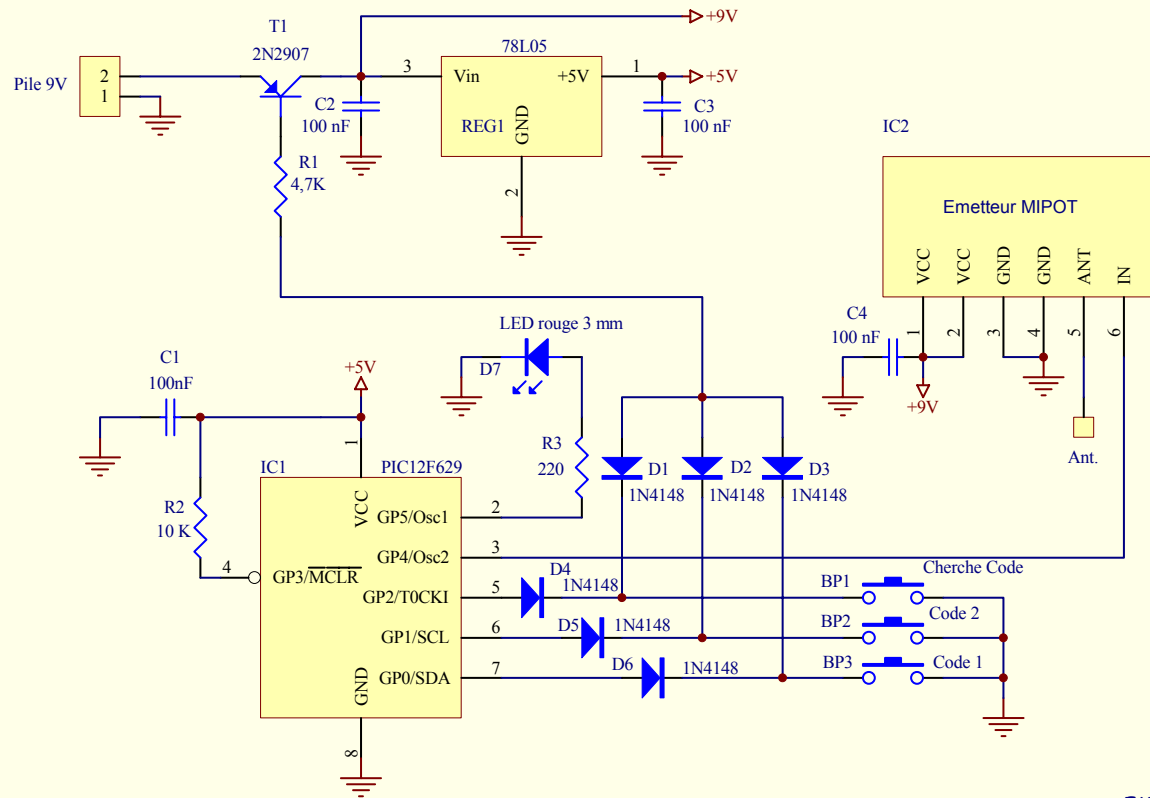 T1
2N2907
+9V
78L05
Pile 9V
2
1
3
Vin
+5V
1
+5V
C2
100 nF
REG1
GND
C3
100 nF
2
R1
4,7K
IC2
Emetteur MIPOT
VCC
VCC
GND
GND
ANT
IN
1
2
3
4
5
6
C4
100 nF
+9V
Ant.
LED rouge 3 mm
D7
C1
100nF
+5V
1
R3
220
D1
D2
D3
1N4148
1N4148
1N4148
IC1
PIC12F629
R2
10 K
VCC
GP5/Osc1
2
GP4/Osc2
3
4
GP3/MCLR
GP2/T0CKI
5
D4
1N4148
BP1
Cherche Code
GP1/SCL
6
D5
1N4148
BP2
Code 2
GP0/SDA
7
D6
1N4148
BP3
Code 1
GND
8